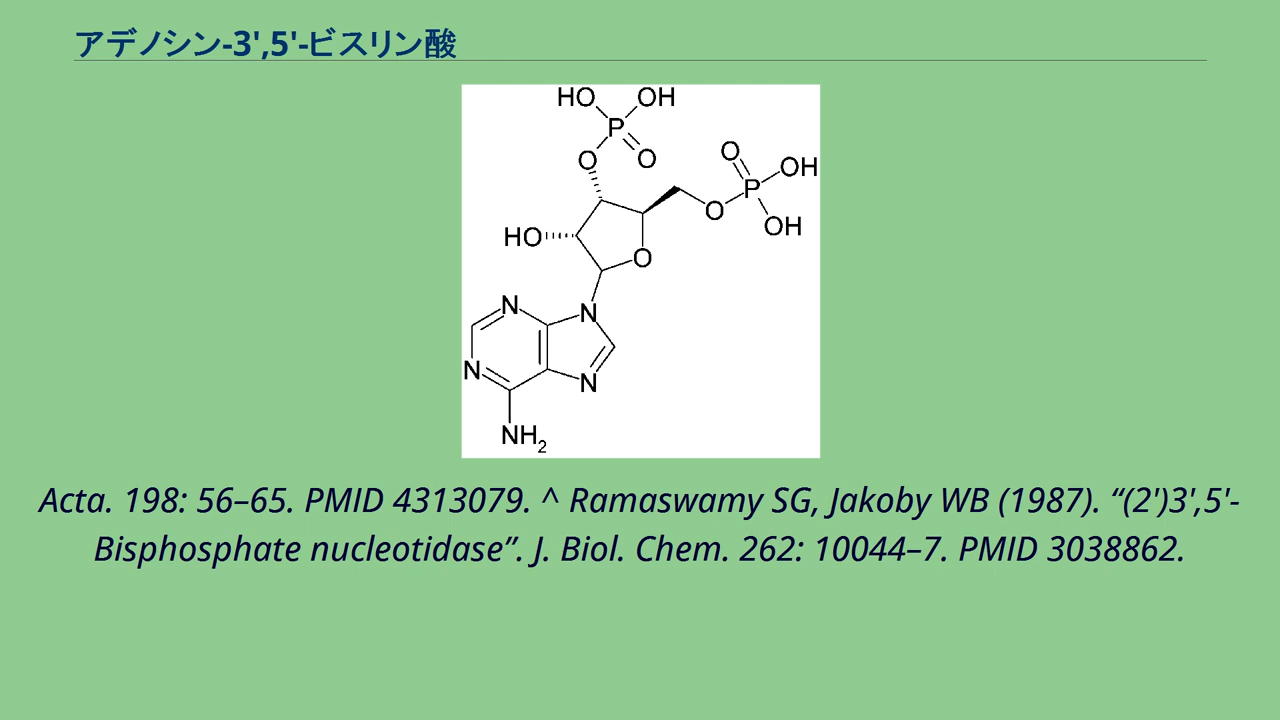 アデノシン-3',5'-ビスリン酸
HO OH
P
O O
O OH
P
O OH
HO O
N N
N N
NH2
Acta. 198: 56–65. PMID 4313079. ^ Ramaswamy SG, Jakoby WB (1987). “(2')3',5'-
Bisphosphate nucleotidase”. J. Biol. Chem. 262: 10044–7. PMID 3038862.